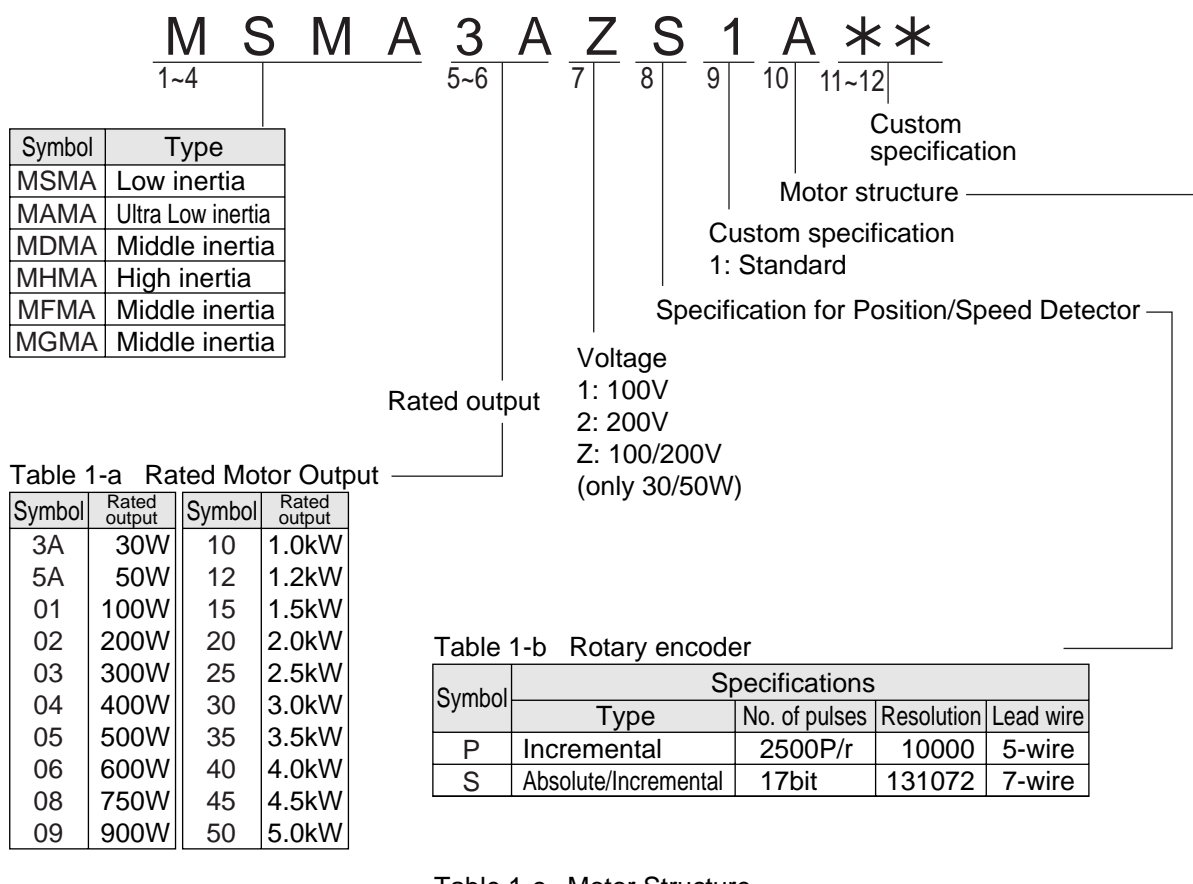 M S M A 3 A Z S 1 A **
1~4 5~6 7 8 9 10 11~12
Custom
specification
Motor structure
Custom specification
1: Standard
Specification for Position/Speed Detector
Symbol Type
MSMA Low inertia
MAMA Ultra Low inertia
MDMA Middle inertia
MHMA High inertia
MFMA Middle inertia
MGMA Middle inertia
Voltage
1: 100V
2: 200V
Z: 100/200V
(only 30/50W)
Rated output
Table 1-a Rated Motor Output
Symbol Rated output Symbol Rated output
3A 30W 10 1.0kW
5A 50W 12 1.2kW
01 100W 15 1.5kW
02 200W 20 2.0kW
03 300W 25 2.5kW
04 400W 30 3.0kW
05 500W 35 3.5kW
06 600W 40 4.0kW
08 750W 45 4.5kW
09 900W 50 5.0kW
Table 1-b Rotary encoder
Symbol Specifications
Type No. of pulses Resolution Lead wire
P Incremental 2500P/r 10000 5-wire
S Absolute/Incremental 17bit 131072 7-wire
Table 1-c Motor Structure